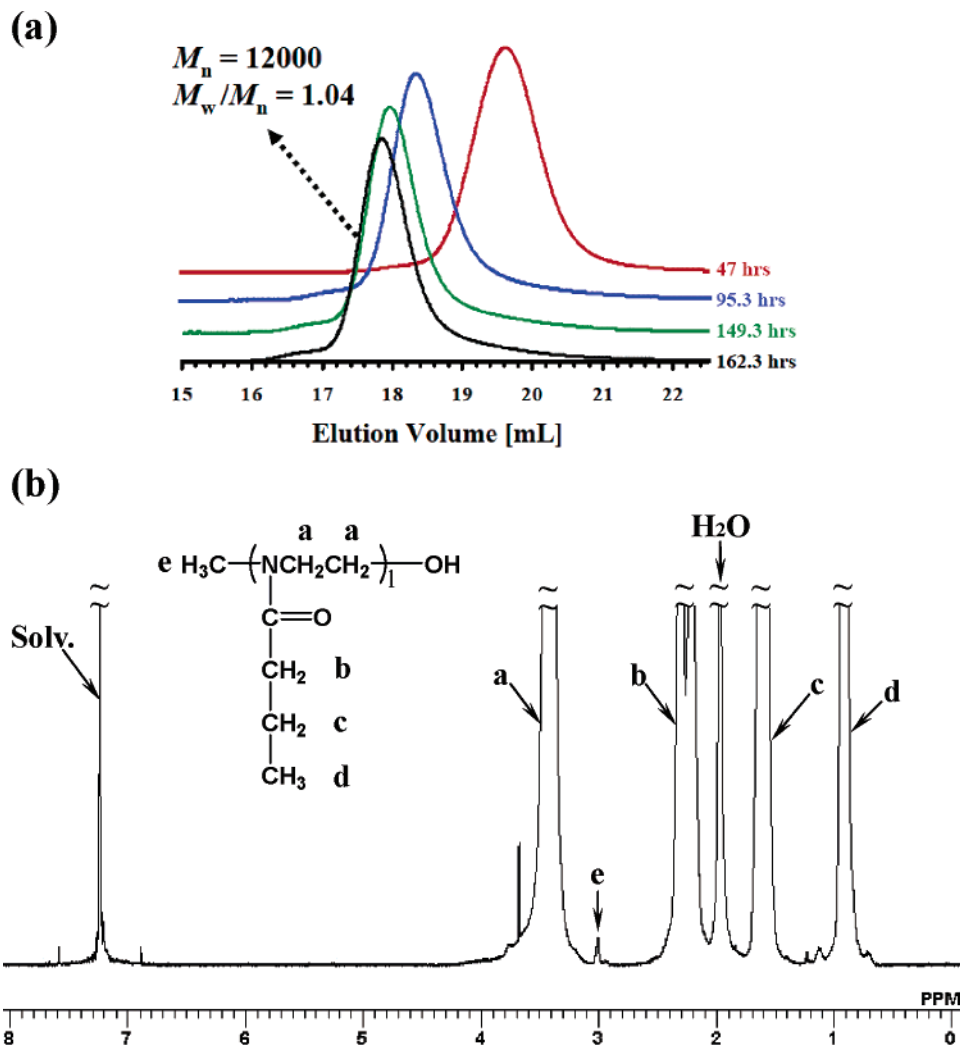 (a)
Mn = 12000
Mw/Mn = 1.04
47 hrs
95.3 hrs
149.3 hrs
162.3 hrs
15 16 17 18 19 20 21 22
Elution Volume [mL]
(b)
a a
e H3C—(N—CH2CH2—)1—OH
C=O
CH2 b
CH2 c
CH3 d
Solv.
a
e
b
H2O
c
d
PPM
8 7 6 5 4 3 2 1 0